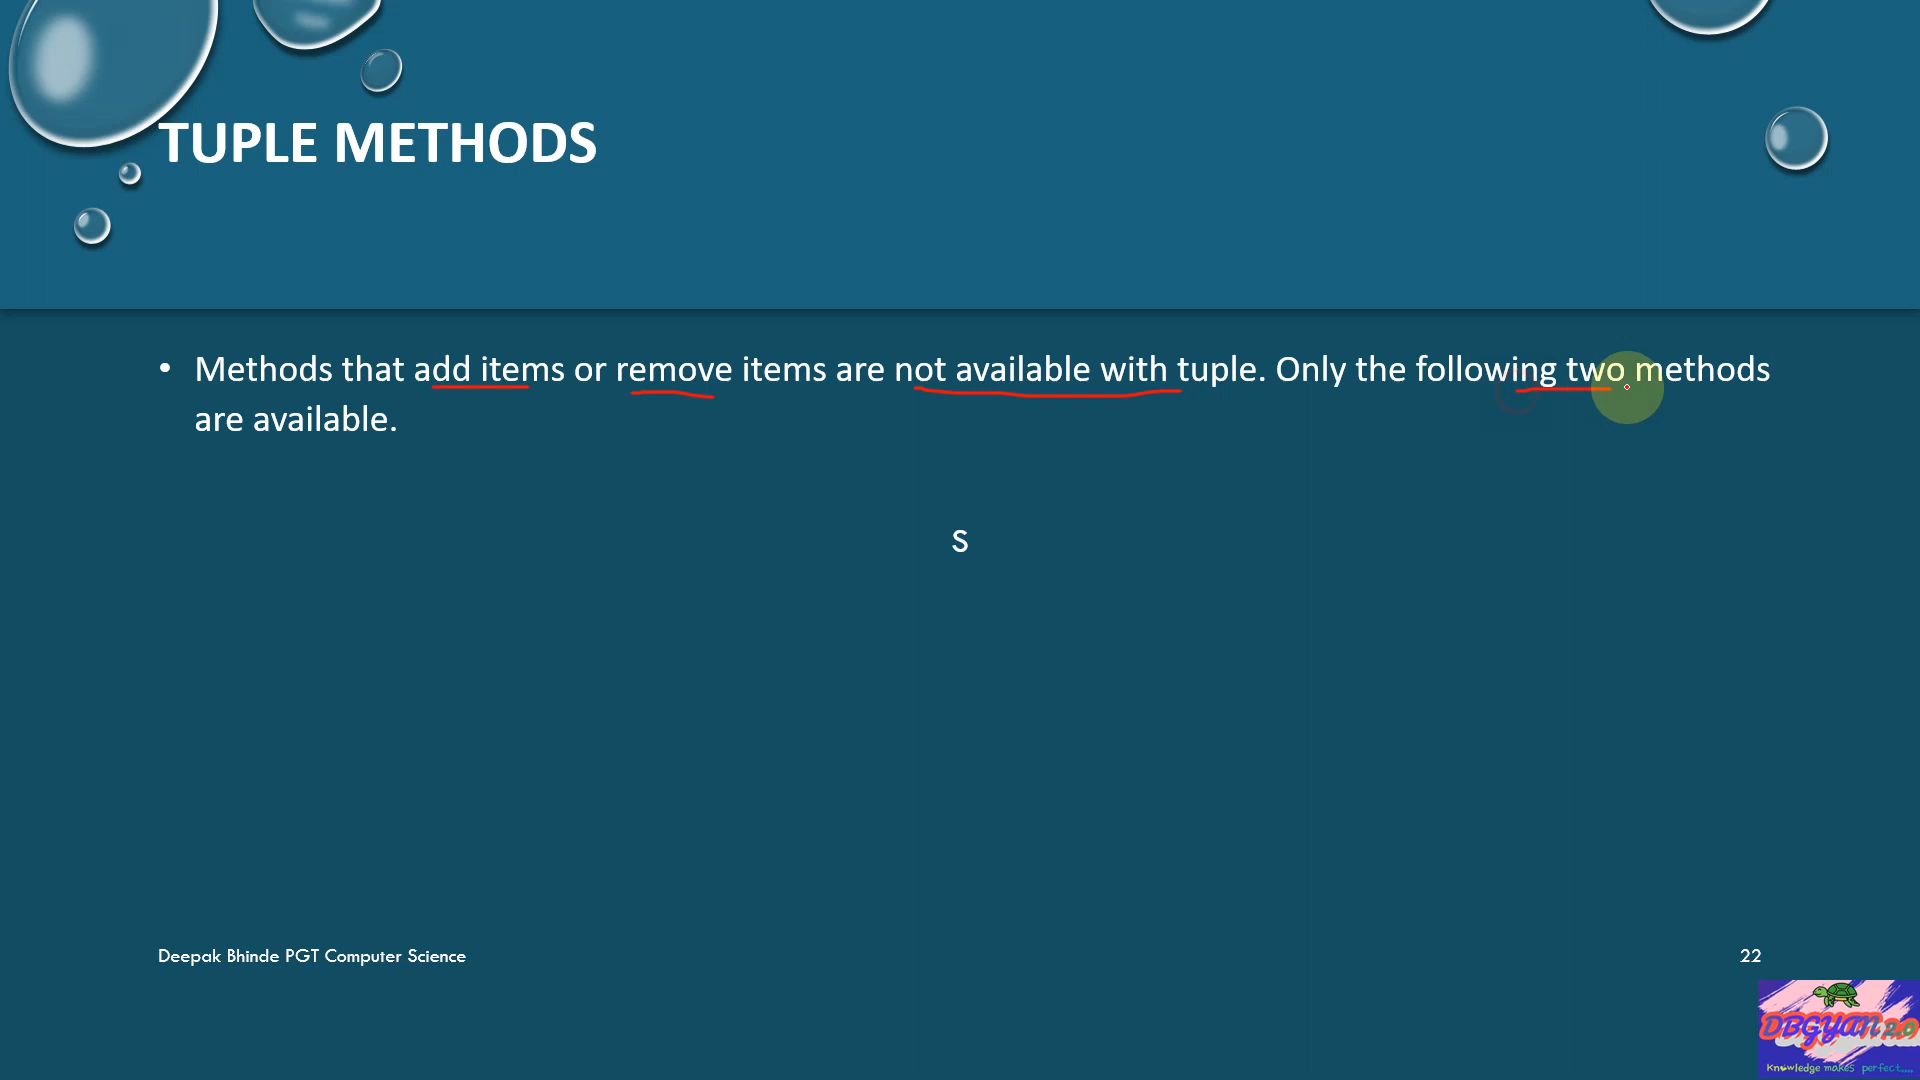 TUPLE METHODS
• Methods that add items or remove items are not available with tuple. Only the following two methods
are available.
S
Deepak Bhinde PGT Computer Science
22
DBGYAN 2.0
Knowledge makes perfect....